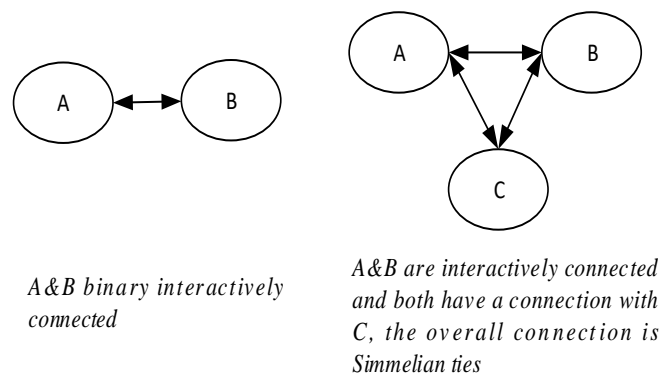 A
B
A
B
C
A&B binary interactively
connected
A&B are interactively connected
and both have a connection with
C, the overall connection is
Simmelian ties